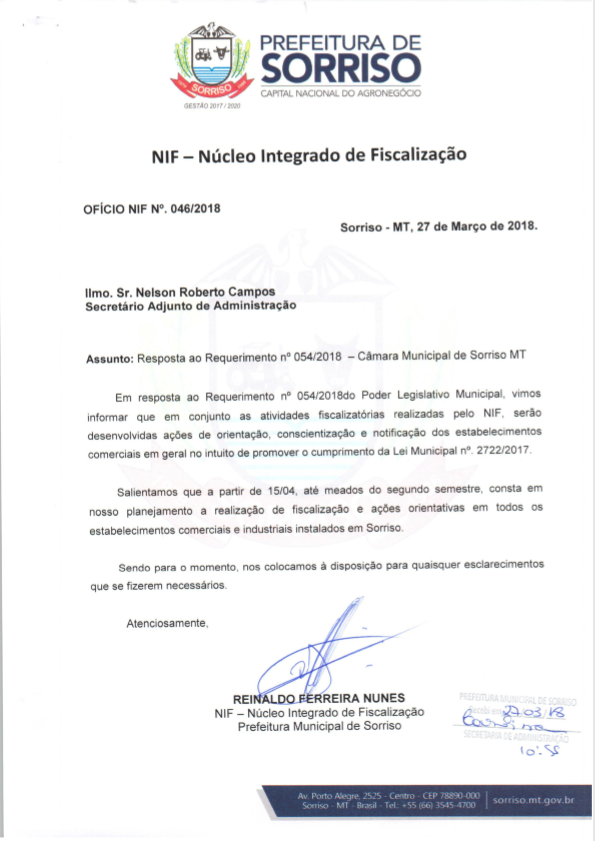 PREFEITURA DE
SORRISO
CAPITAL NACIONAL DO AGRONEGÓCIO
SORRISO
GESTÃO 2017 / 2020
NIF – Núcleo Integrado de Fiscalização
OFÍCIO NIF Nº. 046/2018
Sorriso - MT, 27 de Março de 2018.
Ilmo. Sr. Nelson Roberto Campos
Secretário Adjunto de Administração
Assunto: Resposta ao Requerimento nº 054/2018 – Câmara Municipal de Sorriso MT
Em resposta ao Requerimento nº 054/2018do Poder Legislativo Municipal, vimos
informar que em conjunto as atividades fiscalizatórias realizadas pelo NIF, serão
desenvolvidas ações de orientação, conscientização e notificação dos estabelecimentos
comerciais em geral no intuito de promover o cumprimento da Lei Municipal nº. 2722/2017.
Salientamos que a partir de 15/04, até meados do segundo semestre, consta em
nosso planejamento a realização de fiscalização e ações orientativas em todos os
estabelecimentos comerciais e industriais instalados em Sorriso.
Sendo para o momento, nos colocamos à disposição para quaisquer esclarecimentos
que se fizerem necessários.
Atenciosamente,
REINALDO FERREIRA NUNES
NIF – Núcleo Integrado de Fiscalização
Prefeitura Municipal de Sorriso
PREFEITURA MUNICIPAL DE SORRISO
27/03/18
SECRETARIA DE ADMINISTRAÇÃO
10:55
Av. Porto Alegre, 2525 - Centro - CEP 78890-000
Sorriso - MT - Brasil - Tel.: +55 (66) 3545-4700
sorriso.mt.gov.br